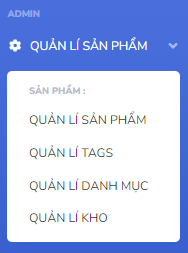 ADMIN
QUẢN LÍ SẢN PHẨM
SẢN PHẨM :
QUẢN LÍ SẢN PHẨM
QUẢN LÍ TAGS
QUẢN LÍ DANH MỤC
QUẢN LÍ KHO